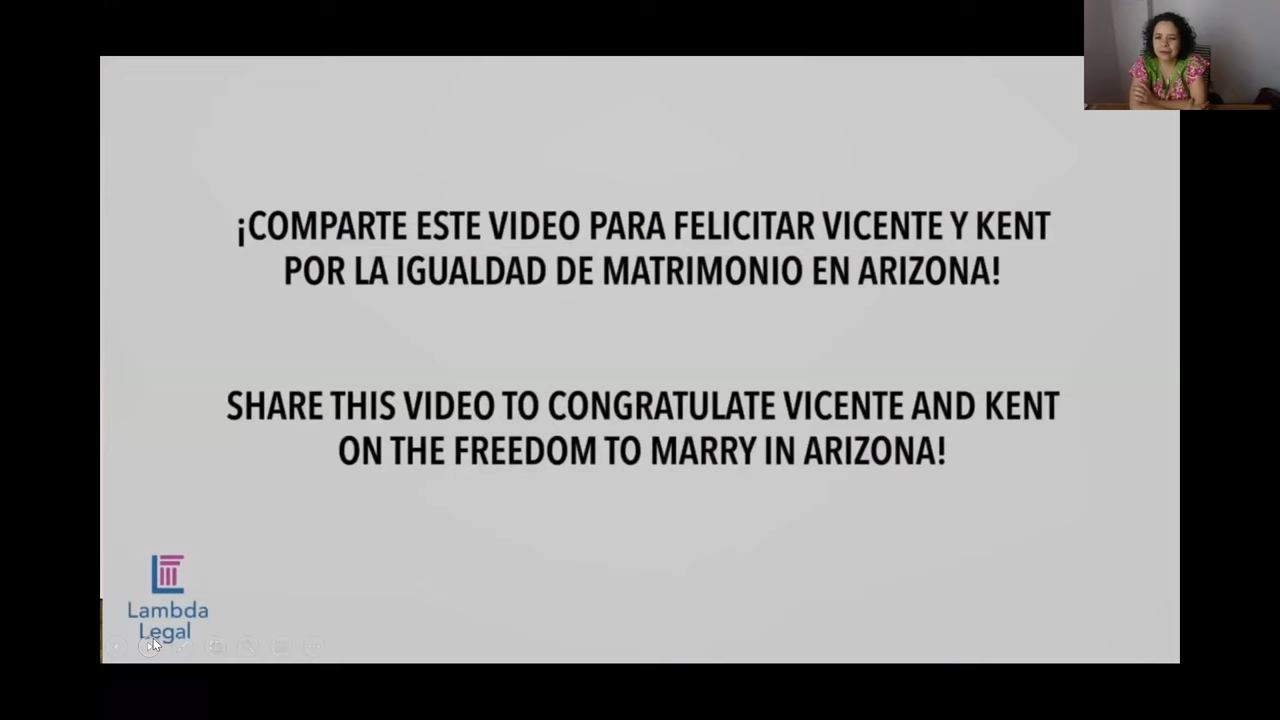 ¡COMPARTE ESTE VIDEO PARA FELICITAR VICENTE Y KENT
POR LA IGUALDAD DE MATRIMONIO EN ARIZONA!
SHARE THIS VIDEO TO CONGRATULATE VICENTE AND KENT
ON THE FREEDOM TO MARRY IN ARIZONA!
Lambda
Legal